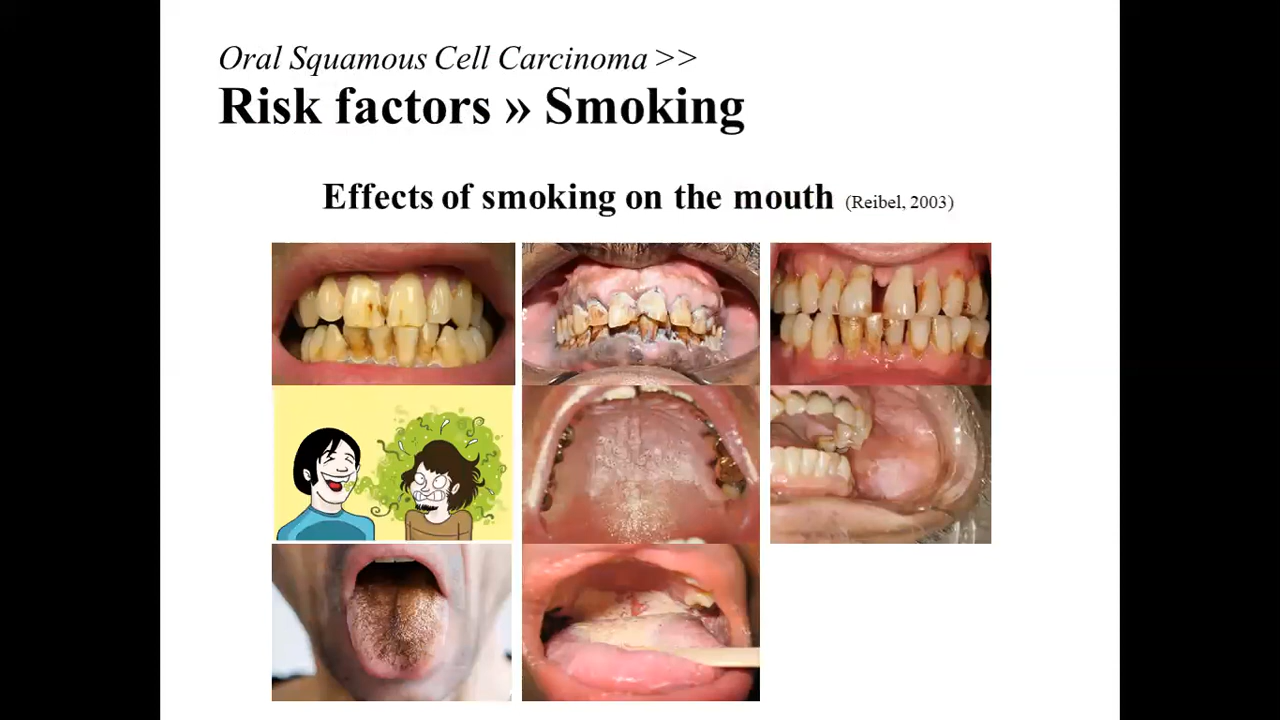 Oral Squamous Cell Carcinoma >>
Risk factors » Smoking
Effects of smoking on the mouth (Reibel, 2003)